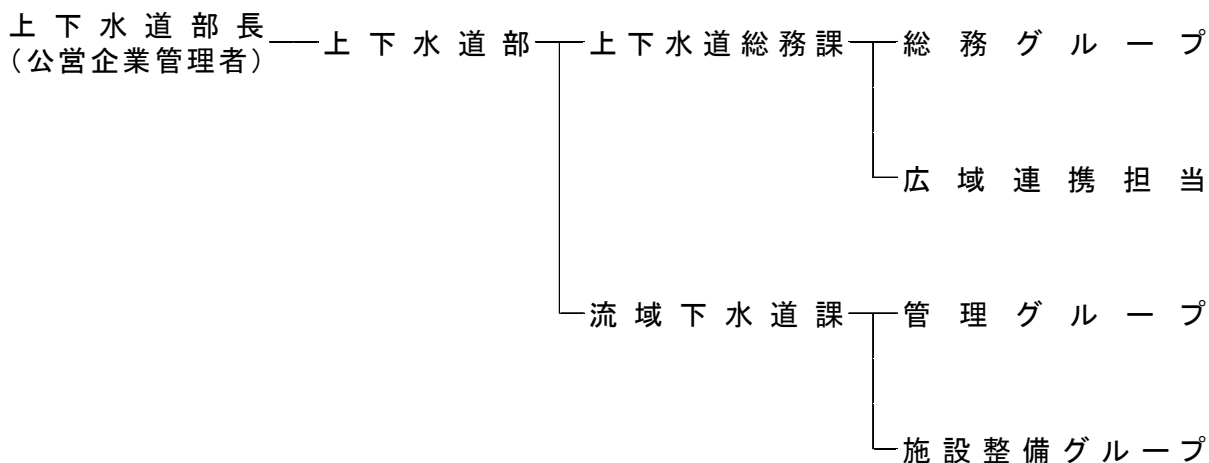 上下水道部長
(公営企業管理者)
上下水道部
上下水道総務課
総務グループ
広域連携担当
流域下水道課
管理グループ
施設整備グループ